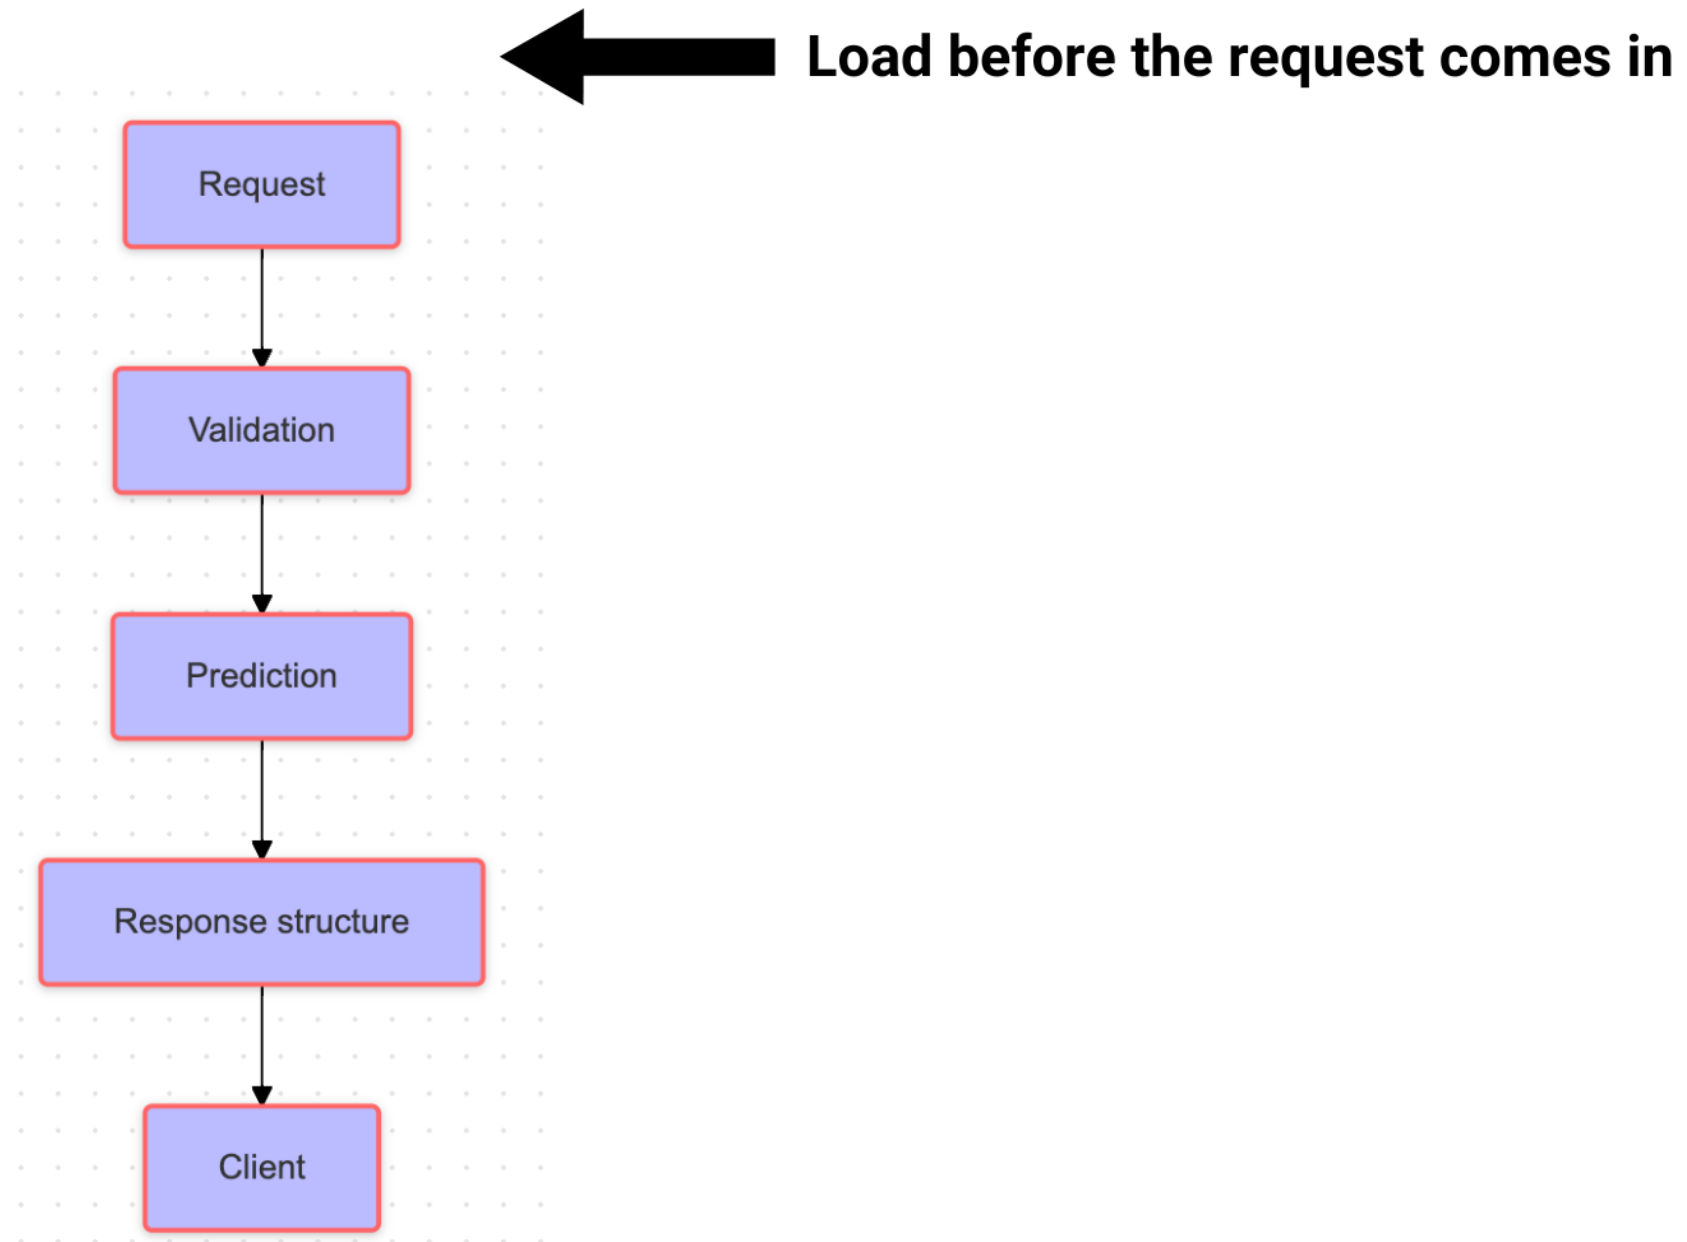 Load before the request comes in
Request
Validation
Prediction
Response structure
Client